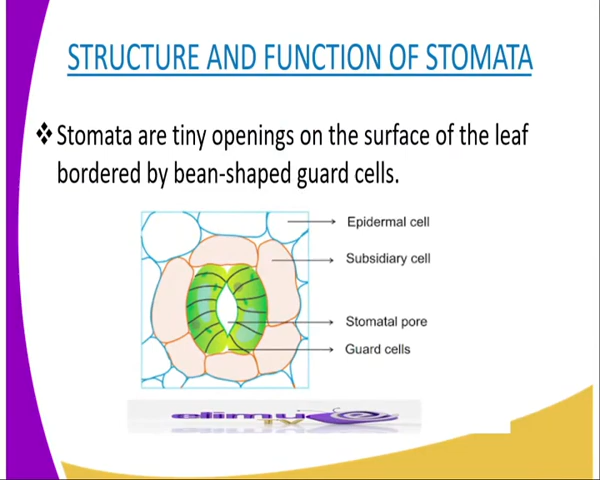 STRUCTURE AND FUNCTION OF STOMATA
❖ Stomata are tiny openings on the surface of the leaf
bordered by bean-shaped guard cells.
Epidermal cell
Subsidiary cell
Stomatal pore
Guard cells
elimu
TV